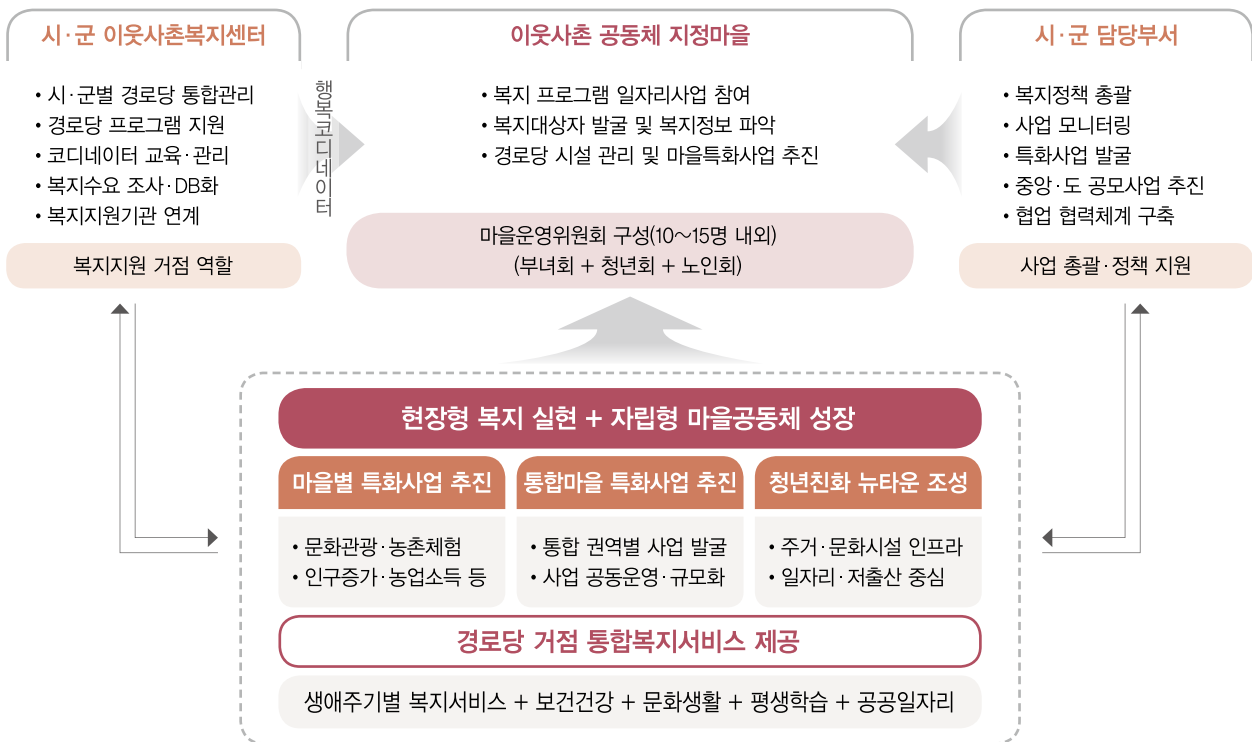 시·군 이웃사촌복지센터
• 시·군별 경로당 통합관리
• 경로당 프로그램 지원
• 코디네이터 교육·관리
• 복지수요 조사·DB화
• 복지지원기관 연계
복지지원 거점 역할
행복코디네이터
이웃사촌 공동체 지정마을
• 복지 프로그램 일자리사업 참여
• 복지대상자 발굴 및 복지정보 파악
• 경로당 시설 관리 및 마을특화사업 추진
마을운영위원회 구성(10～15명 내외)
(부녀회 + 청년회 + 노인회)
시·군 담당부서
• 복지정책 총괄
• 사업 모니터링
• 특화사업 발굴
• 중앙·도 공모사업 추진
• 협업 협력체계 구축
사업 총괄·정책 지원
현장형 복지 실현 + 자립형 마을공동체 성장
마을별 특화사업 추진
• 문화관광·농촌체험
• 인구증가·농업소득 등
통합마을 특화사업 추진
• 통합 권역별 사업 발굴
• 사업 공동운영·규모화
청년친화 뉴타운 조성
• 주거·문화시설 인프라
• 일자리·저출산 중심
경로당 거점 통합복지서비스 제공
생애주기별 복지서비스 + 보건건강 + 문화생활 + 평생학습 + 공공일자리